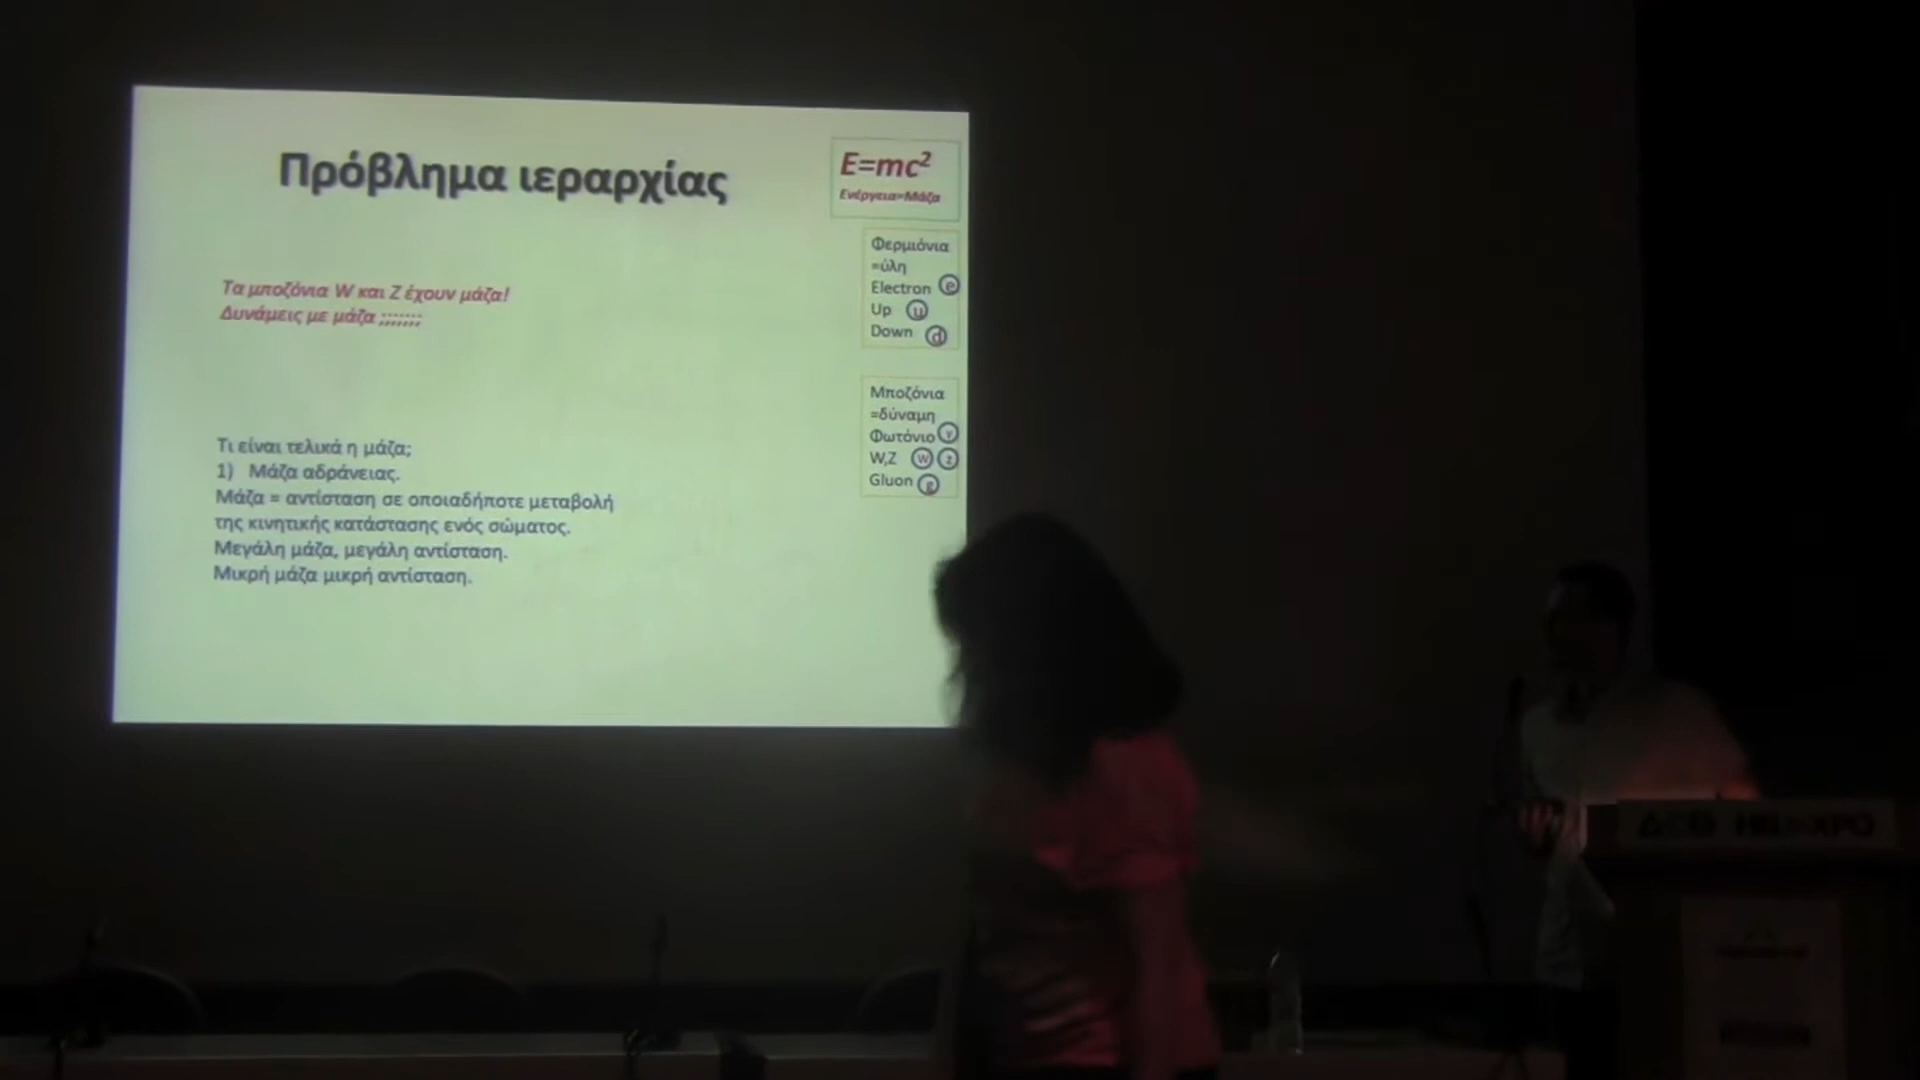 Πρόβλημα ιεραρχίας
E=mc²
Ενέργεια=Μάζα
Φερμιόνια
=ύλη
Electron e
Up u
Down d
Τα μποζόνια W και Z έχουν μάζα!
Δυνάμεις με μάζα ;;;;;;;
Μποζόνια
=δύναμη
Φωτόνιο γ
W,Z W Z
Gluon g
Τι είναι τελικά η μάζα;
1) Μάζα αδράνειας.
Μάζα = αντίσταση σε οποιαδήποτε μεταβολή
της κινητικής κατάστασης ενός σώματος.
Μεγάλη μάζα, μεγάλη αντίσταση.
Μικρή μάζα μικρή αντίσταση.